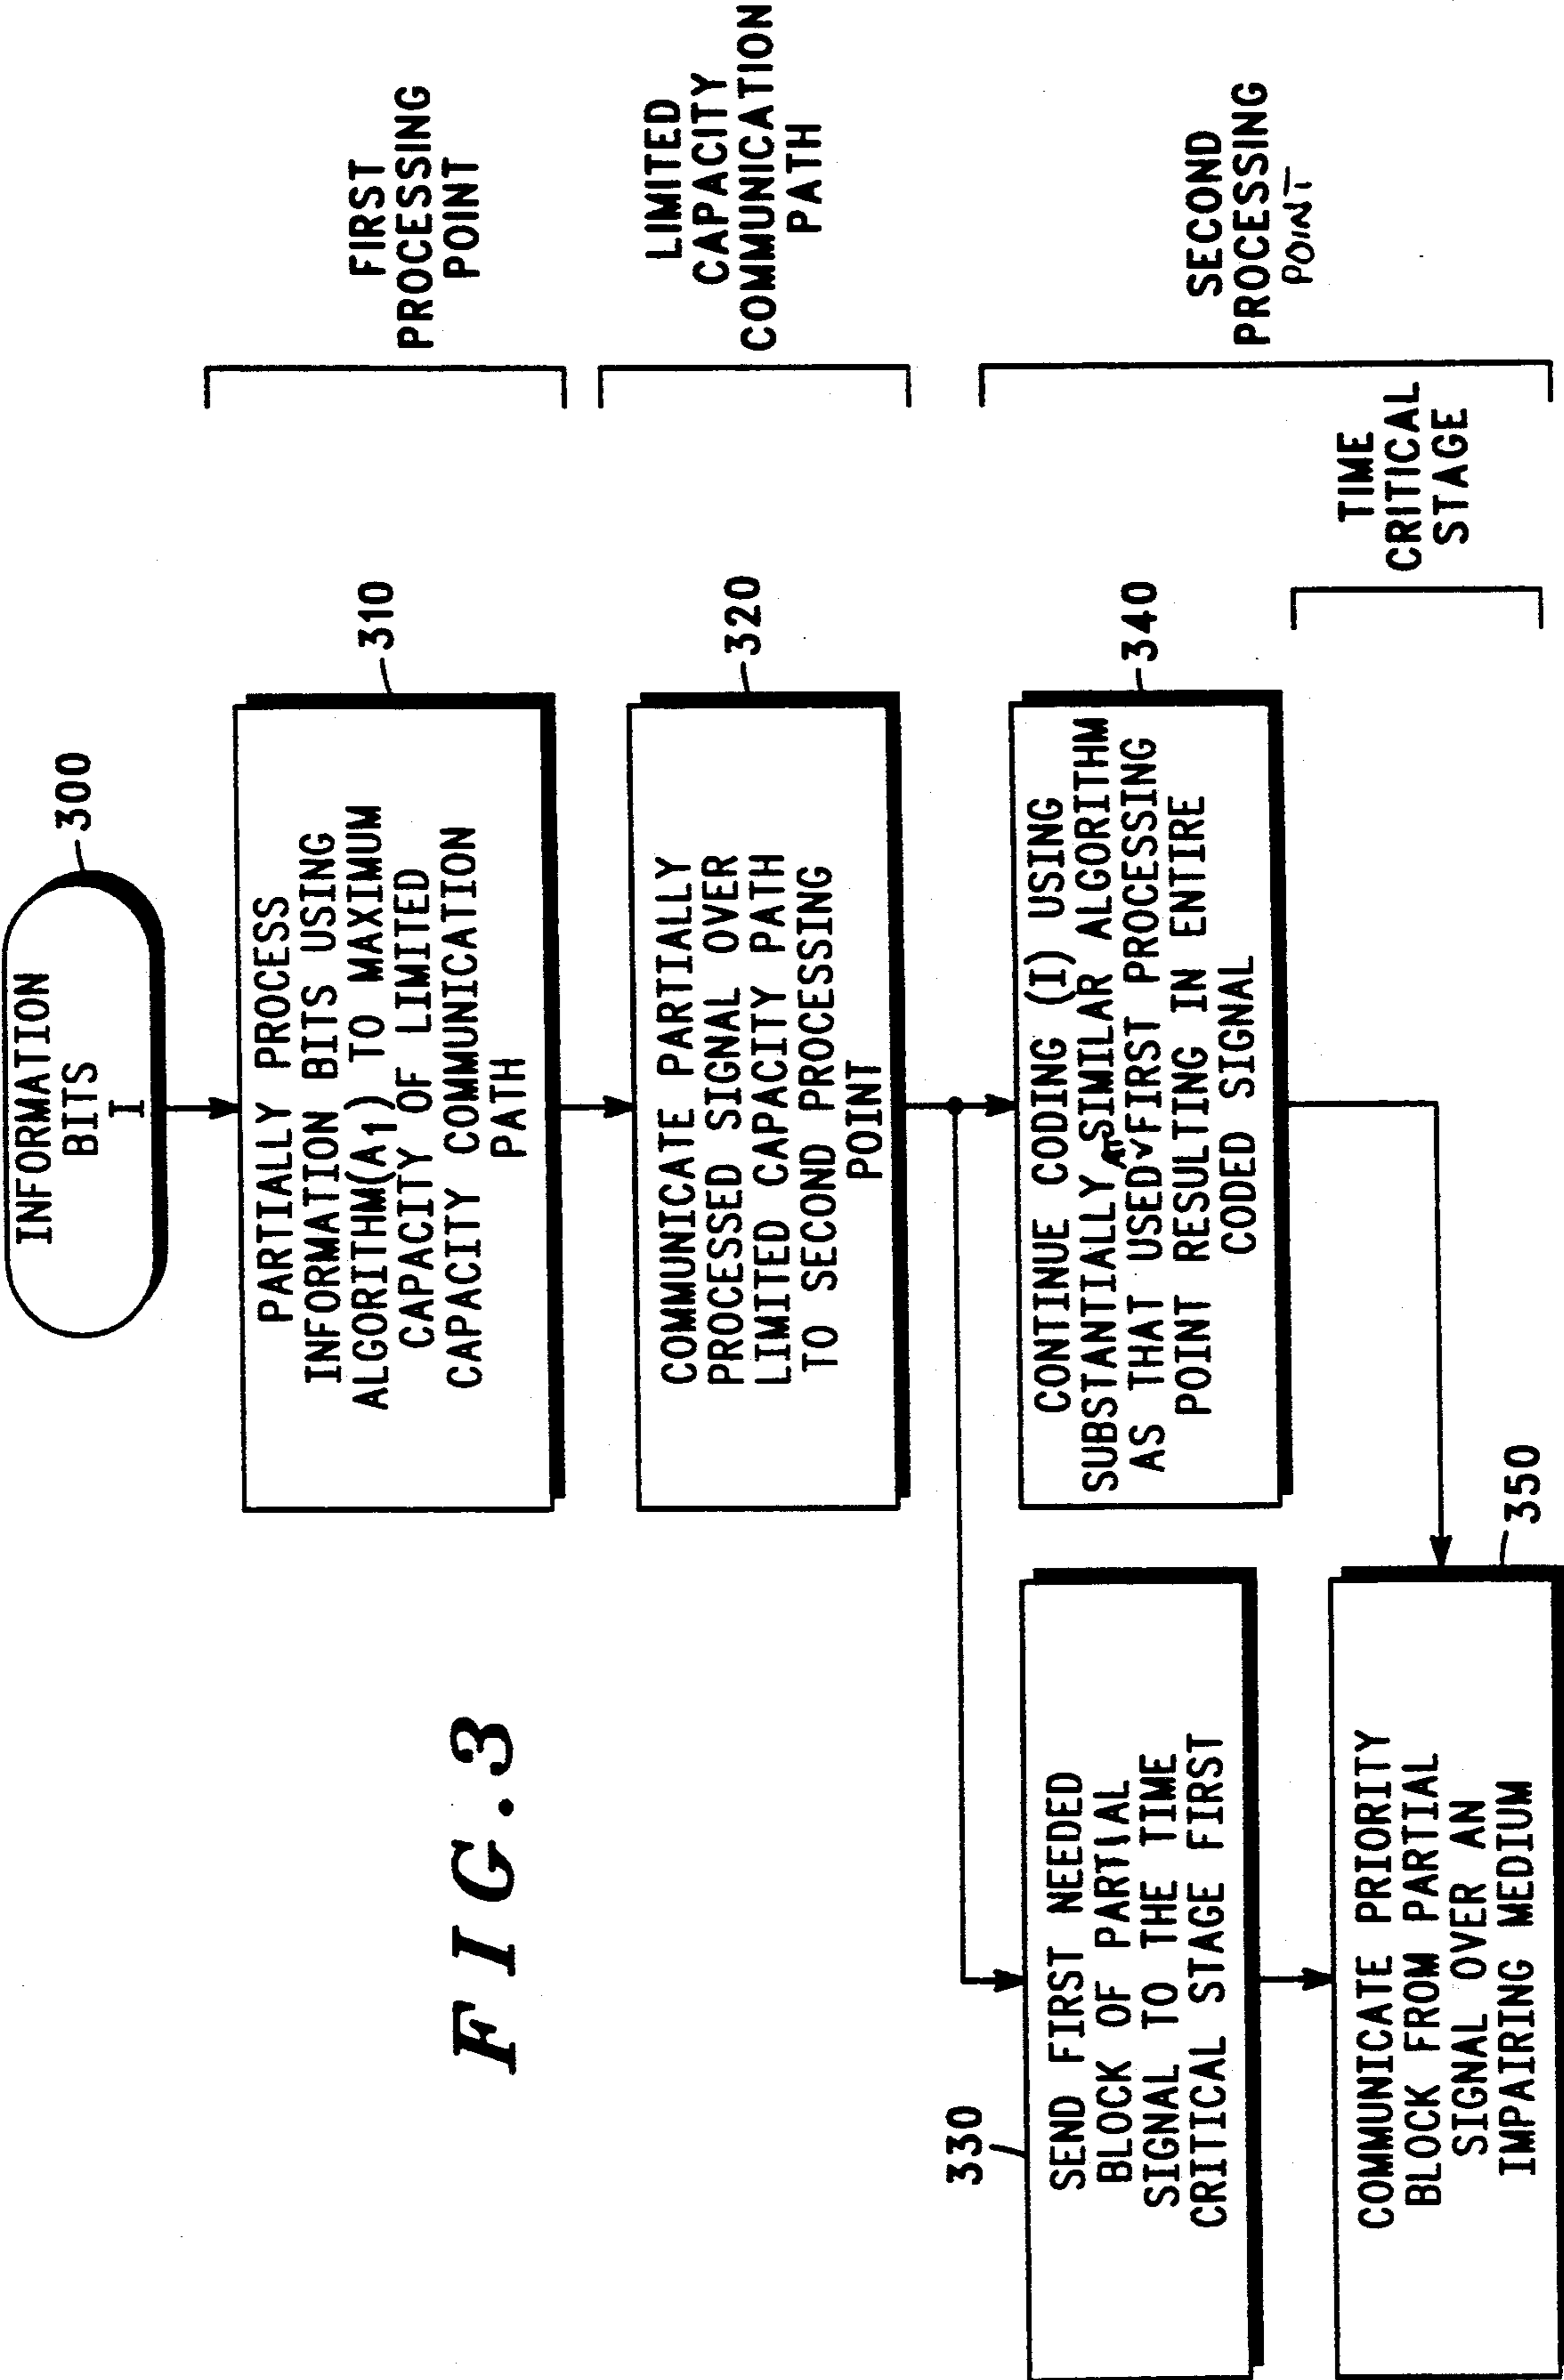 INFORMATION
BITS
I
300
PARTIALLY PROCESS
INFORMATION BITS USING
ALGORITHM(A1) TO MAXIMUM
CAPACITY OF LIMITED
CAPACITY COMMUNICATION
PATH
310
FIRST
PROCESSING
POINT
COMMUNICATE PARTIALLY
PROCESSED SIGNAL OVER
LIMITED CAPACITY PATH
TO SECOND PROCESSING
POINT
320
LIMITED
CAPACITY
COMMUNICATION
PATH
330
SEND FIRST NEEDED
BLOCK OF PARTIAL
SIGNAL TO THE TIME
CRITICAL STAGE FIRST
CONTINUE CODING (I) USING
SUBSTANTIALLY SIMILAR ALGORITHM
AS THAT USED FIRST PROCESSING
POINT RESULTING IN ENTIRE
CODED SIGNAL
340
SECOND
PROCESSING
POINT
COMMUNICATE PRIORITY
BLOCK FROM PARTIAL
SIGNAL OVER AN
IMPAIRING MEDIUM
350
TIME
CRITICAL
STAGE
FIG.3